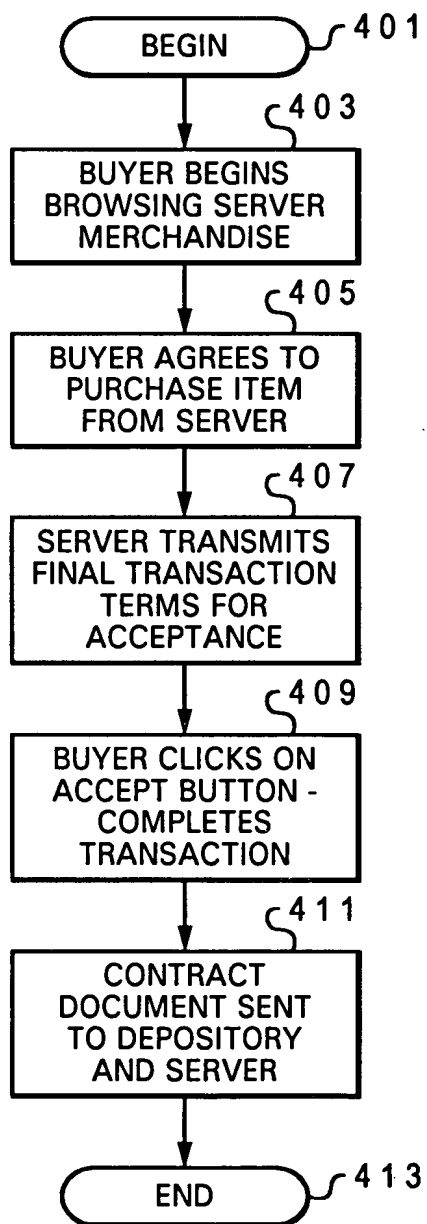 401
BEGIN
403
BUYER BEGINS
BROWSING SERVER
MERCHANDISE
405
BUYER AGREES TO
PURCHASE ITEM
FROM SERVER
407
SERVER TRANSMITS
FINAL TRANSACTION
TERMS FOR
ACCEPTANCE
409
BUYER CLICKS ON
ACCEPT BUTTON -
COMPLETES
TRANSACTION
411
CONTRACT
DOCUMENT SENT
TO DEPOSITORY
AND SERVER
413
END